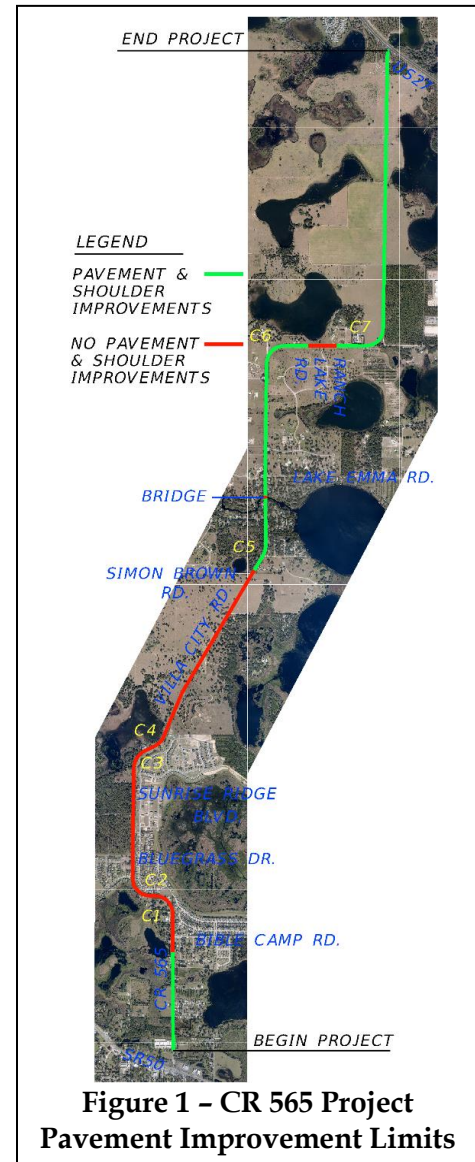 END PROJECT
US27
LEGEND
PAVEMENT &
SHOULDER
IMPROVEMENTS
NO PAVEMENT
& SHOULDER
IMPROVEMENTS
C6
C7
RANCH
LAKE
RD.
LAKE EMMA RD.
BRIDGE
C5
SIMON BROWN
RD.
VILLA CITY RD.
C4
C3
SUNRISE RIDGE
BLVD
BLUEGRASS DR.
C2
C1
BIBLE CAMP RD.
CR 565
BEGIN PROJECT
SR50
Figure 1 – CR 565 Project
Pavement Improvement Limits